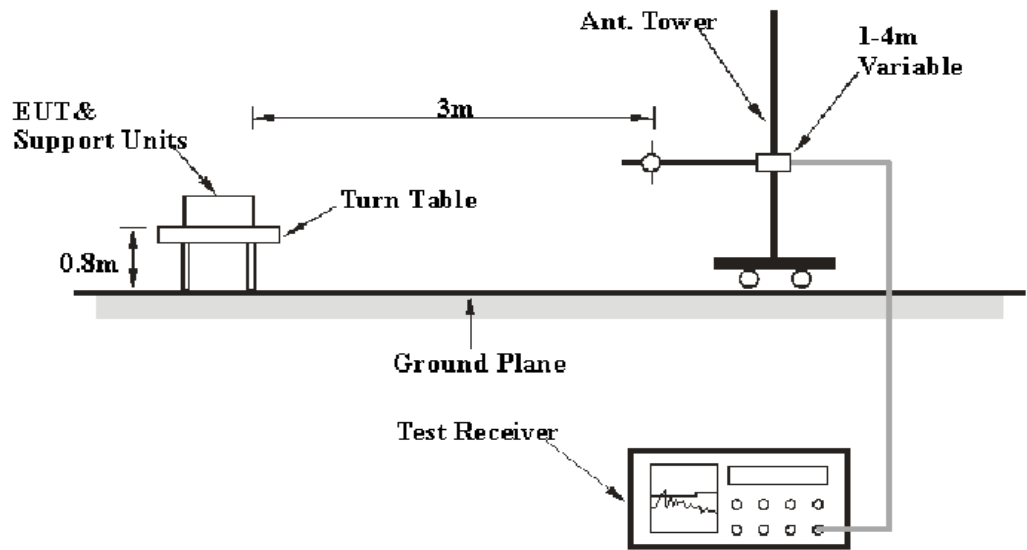 Ant. Tower
1-4m
Variable
3m
EUT&
Support Units
Turn Table
0.8m
Ground Plane
Test Receiver